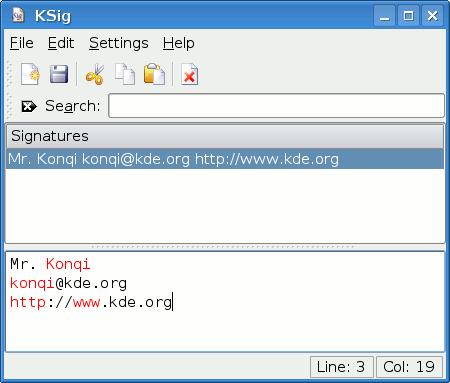 KSig
File Edit Settings Help
Search:
Signatures
Mr. Konqi konqi@kde.org http://www.kde.org
Mr. Konqi
konqi@kde.org
http://www.kde.org
Line: 3 Col: 19